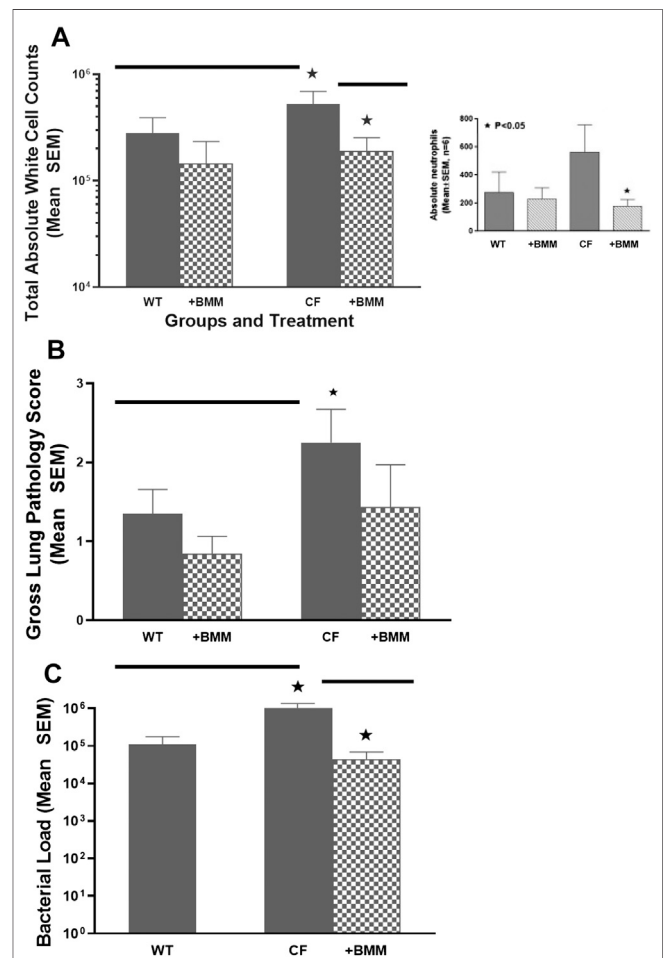 A
Total Absolute White Cell Counts
(Mean SEM)
10⁶
10⁵
10⁴
★
★
WT +BMM CF +BMM
Groups and Treatment
Absolute neutrophils
(Mean± SEM, n=6)
★ P<0.05
800
600
400
200
0
★
WT +BMM CF +BMM
B
Gross Lung Pathology Score
(Mean SEM)
3
2
1
0
★
WT +BMM CF +BMM
C
Bacterial Load (Mean SEM)
10⁶
10⁵
10⁴
10³
10²
10¹
10⁰
★
★
WT CF +BMM